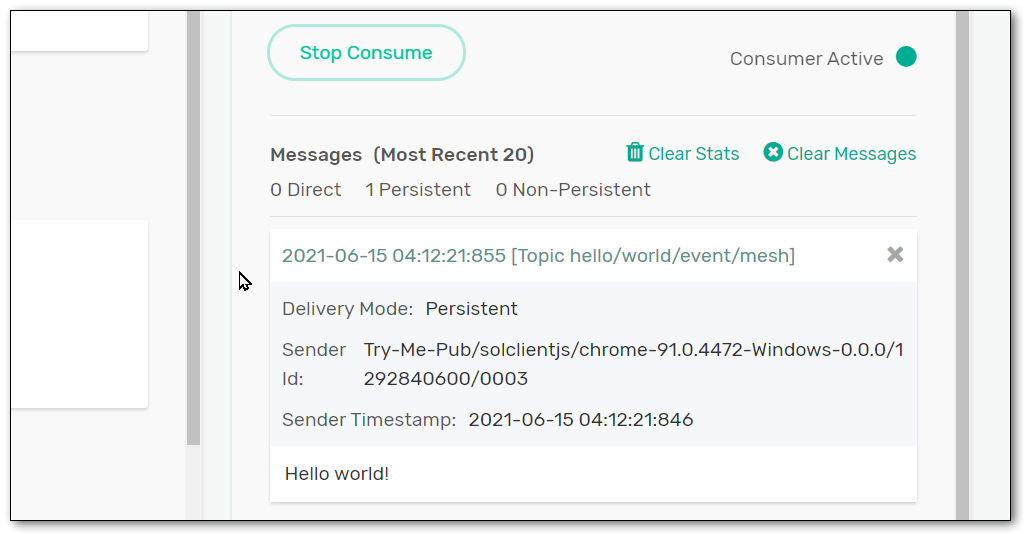 Stop Consume
Consumer Active
Messages (Most Recent 20)
Clear Stats
Clear Messages
0 Direct 1 Persistent 0 Non-Persistent
2021-06-15 04:12:21:855 [Topic hello/world/event/mesh]
Delivery Mode: Persistent
Sender Id:
Try-Me-Pub/solclientjs/chrome-91.0.4472-Windows-0.0.0/1
292840600/0003
Sender Timestamp: 2021-06-15 04:12:21:846
Hello world!